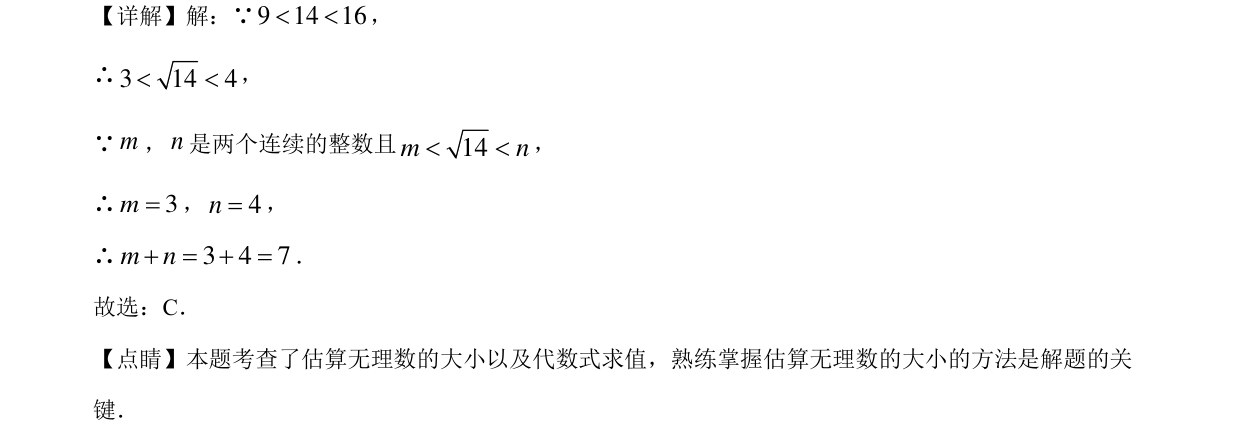 【详解】解：∵9<14<16，
∴3<√14<4，
∵m，n是两个连续的整数且m<√14<n，
∴m=3，n=4，
∴m+n=3+4=7．
故选：C．
【点睛】本题考查了估算无理数的大小以及代数式求值，熟练掌握估算无理数的大小的方法是解题的关
键．